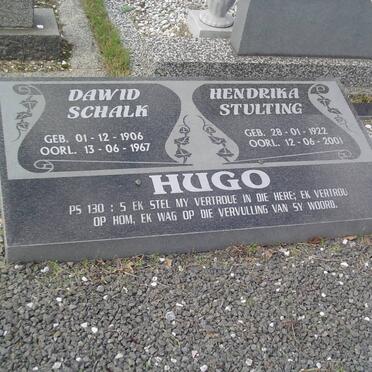 DAWID
SCHALK
GEB. 01-12-1906
OORL. 13-06-1967
HENDRIKA
STULTING
GEB. 28-01-1922
OORL. 12-06-2001
HUGO
PS 130 : 5 EK STEL MY VERTROUE IN DIE HERE; EK VERTROU
OP HOM, EK WAG OP DIE VERVULLING VAN SY WOORD.